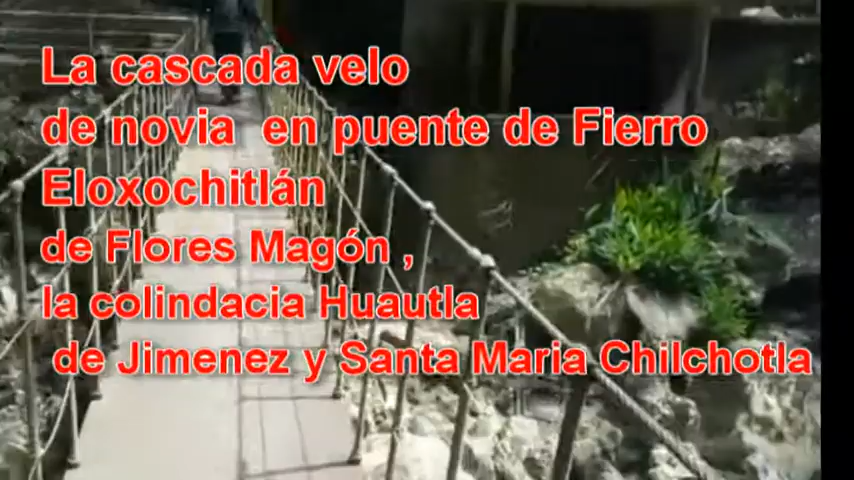 La cascada velo
de novia en puente de Fierro
Eloxochitlán
de Flores Magón ,
la colindacia Huautla
de Jimenez y Santa Maria Chilchotla